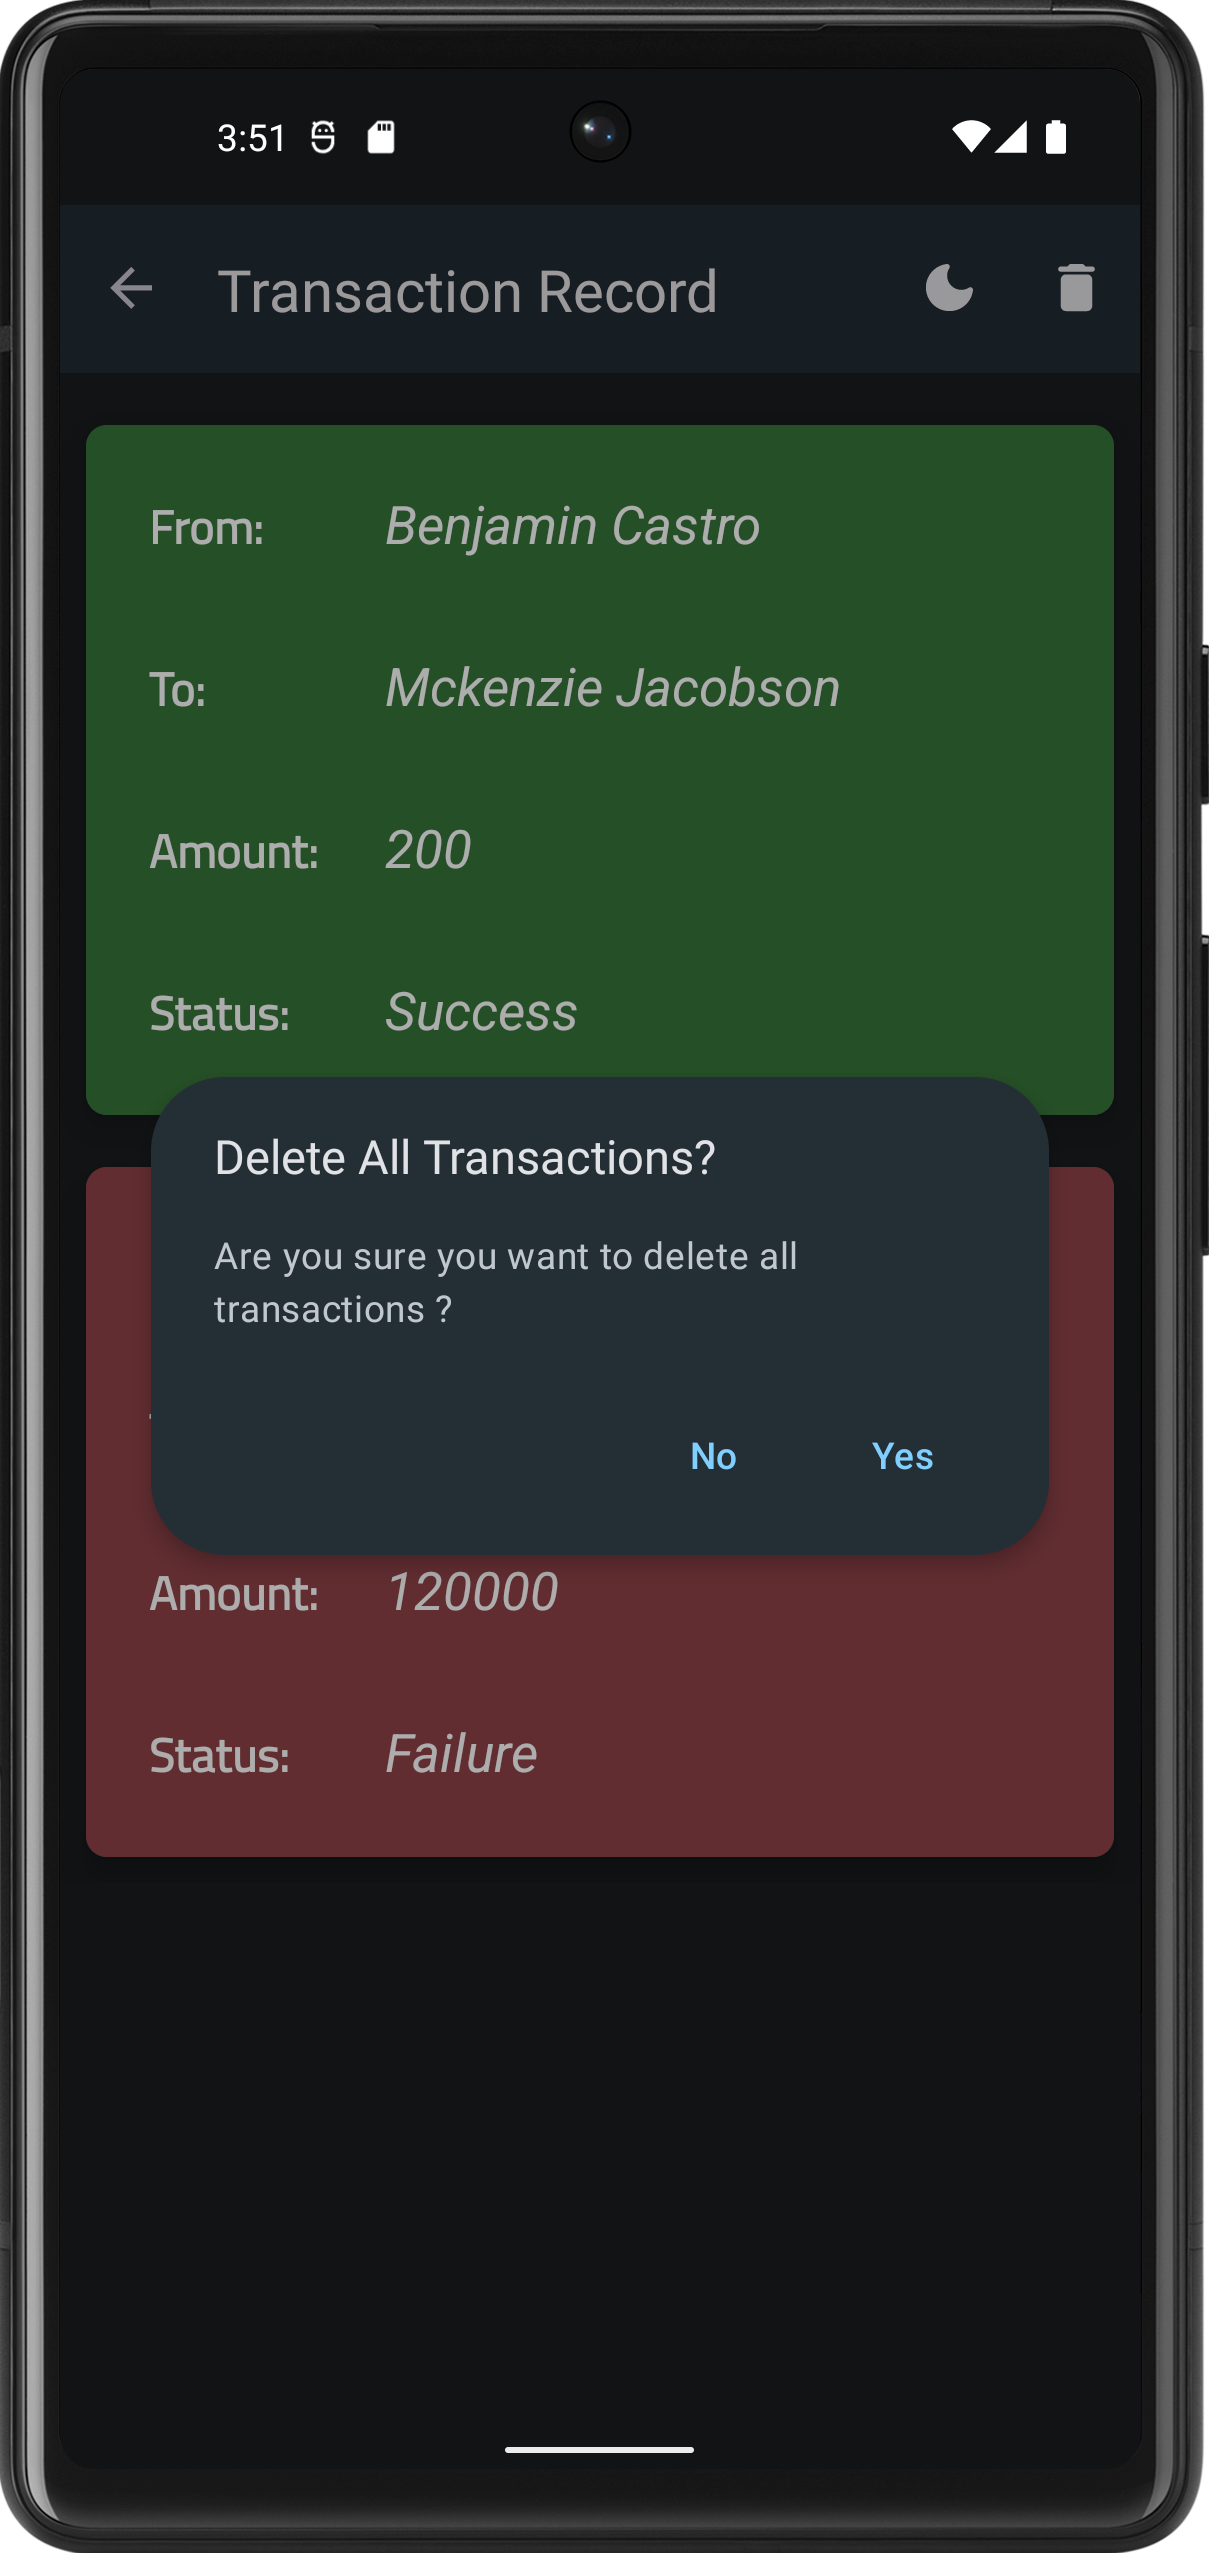 3:51
Transaction Record
From: Benjamin Castro
To: Mckenzie Jacobson
Amount: 200
Status: Success
Delete All Transactions?
Are you sure you want to delete all
transactions ?
No Yes
Amount: 120000
Status: Failure